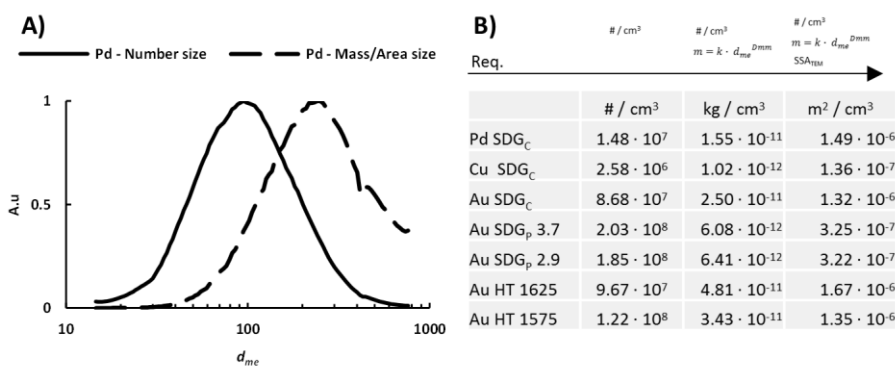 A)
Pd - Number size Pd - Mass/Area size
1
0.5
0
A.u
10 100 1000
d_me
B)
# / cm³ # / cm³ # / cm³
m = k · d_me^Dmm m = k · d_me^Dmm
SSA_TEM
Req.
# / cm³ kg / cm³ m² / cm³
Pd SDG_C 1.48 · 10⁷ 1.55 · 10⁻¹¹ 1.49 · 10⁻⁶
Cu SDG_C 2.58 · 10⁶ 1.02 · 10⁻¹² 1.36 · 10⁻⁷
Au SDG_C 8.68 · 10⁷ 2.50 · 10⁻¹¹ 1.32 · 10⁻⁶
Au SDG_P 3.7 2.03 · 10⁸ 6.08 · 10⁻¹² 3.25 · 10⁻⁷
Au SDG_P 2.9 1.85 · 10⁸ 6.41 · 10⁻¹² 3.22 · 10⁻⁷
Au HT 1625 9.67 · 10⁷ 4.81 · 10⁻¹¹ 1.67 · 10⁻⁶
Au HT 1575 1.22 · 10⁸ 3.43 · 10⁻¹¹ 1.35 · 10⁻⁶